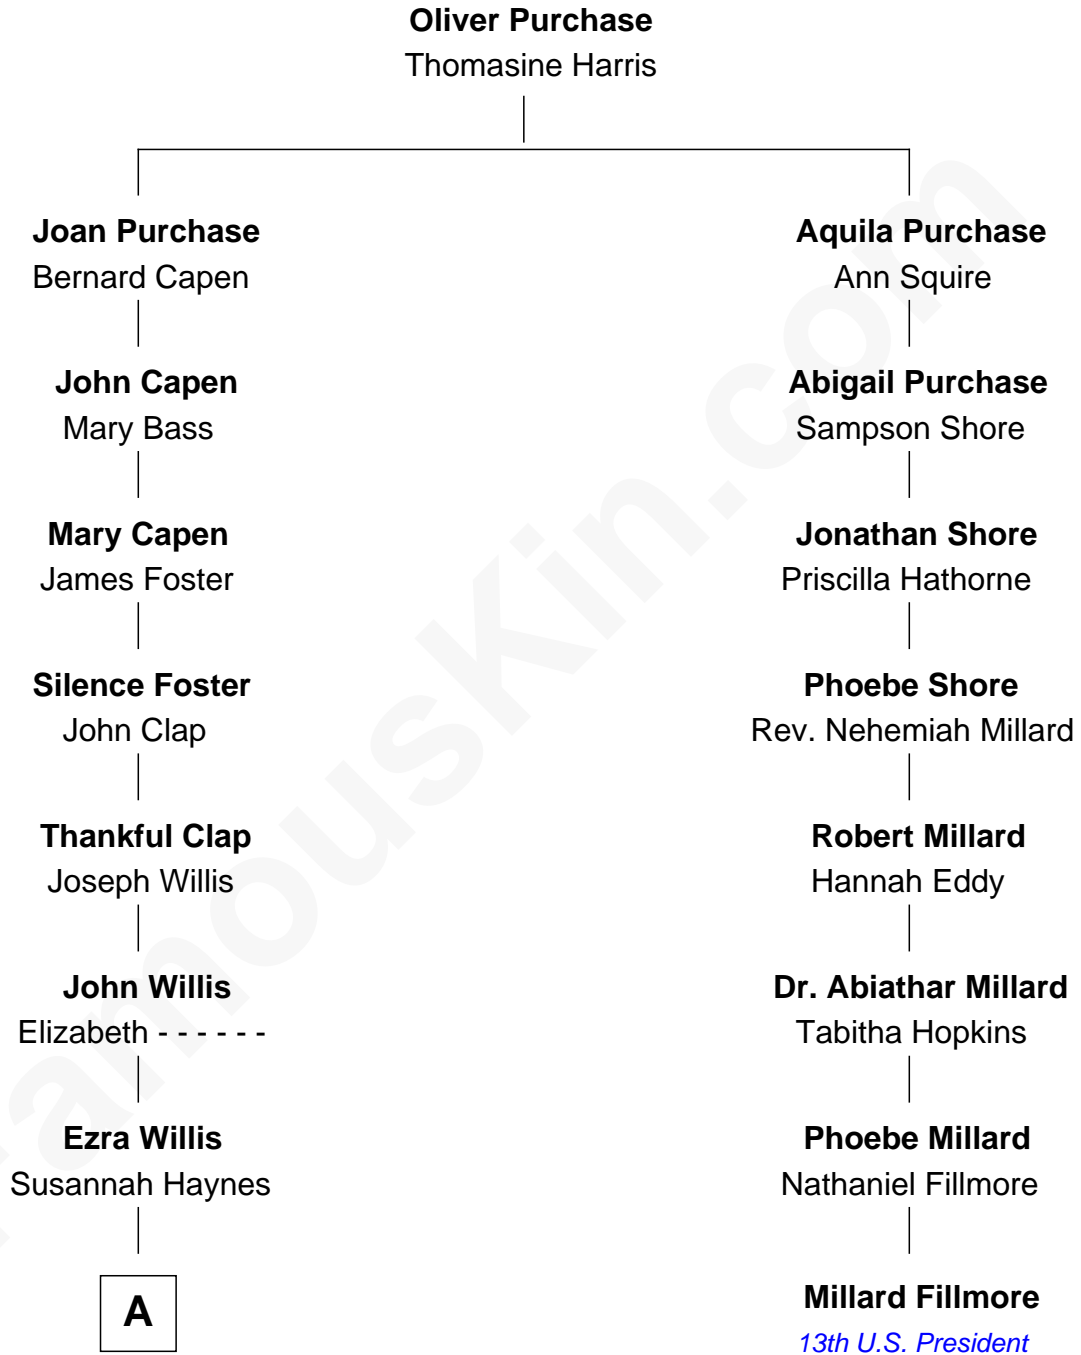 Oliver Purchase
Thomasine Harris
Joan Purchase
Bernard Capen
Aquila Purchase
Ann Squire
John Capen
Mary Bass
Abigail Purchase
Sampson Shore
Mary Capen
James Foster
Jonathan Shore
Priscilla Hathorne
Silence Foster
John Clap
Phoebe Shore
Rev. Nehemiah Millard
Thankful Clap
Joseph Willis
Robert Millard
Hannah Eddy
John Willis
Elizabeth - - - - - -
Dr. Abiathar Millard
Tabitha Hopkins
Ezra Willis
Susannah Haynes
Phoebe Millard
Nathaniel Fillmore
A
Millard Fillmore
13th U.S. President
famouskin.com